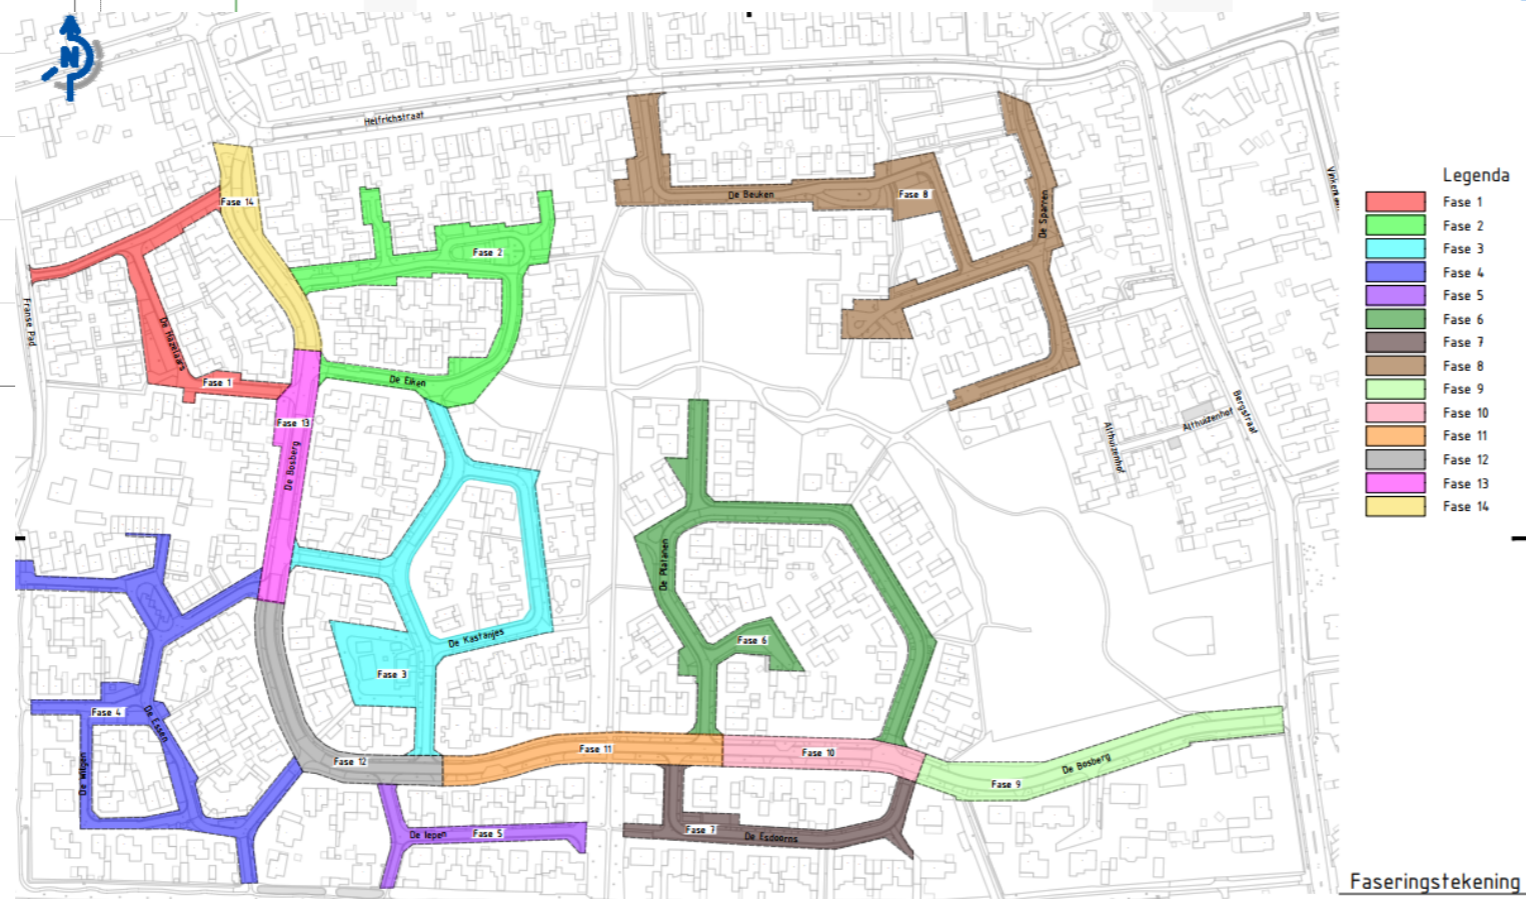 N
Helfrichstraat
Fase 14
De Beuken
Fase 8
De Sparren
Fase 2
Franse Pad
De Hazelaars
Fase 1
De Eiken
Fase 13
De Bosberg
Bergstraat
Althuizenhof
Althuizenhof
De Platanen
Fase 6
De Kastanjes
Fase 3
Fase 4
De Essen
De Wilgen
Fase 12
Fase 11
Fase 10
De Bosberg
Fase 9
De Iepen
Fase 5
Fase 7
De Esdoorns
Legenda
Fase 1
Fase 2
Fase 3
Fase 4
Fase 5
Fase 6
Fase 7
Fase 8
Fase 9
Fase 10
Fase 11
Fase 12
Fase 13
Fase 14
Faseringstekening